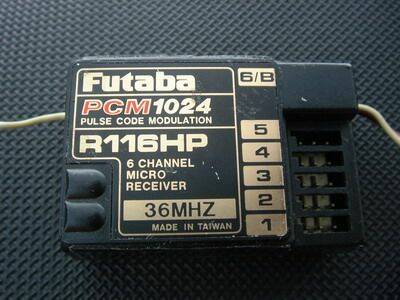 Futaba
6/B
PCM1024
PULSE CODE MODULATION
R116HP
6 CHANNEL
MICRO
RECEIVER
36MHZ
MADE IN TAIWAN
5
4
3
2
1